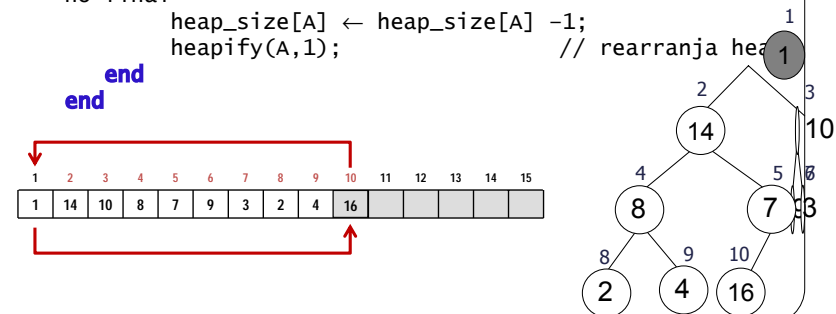 heap_size[A] ← heap_size[A] -1;
heapify(A,1); // rearranja
end
end
1 2 3 4 5 6 7 8 9 10 11 12 13 14 15
1 14 10 8 7 9 3 2 4 16
1
1
2 3
14 10
4 5
8 7 3
8 9 10
2 4 16